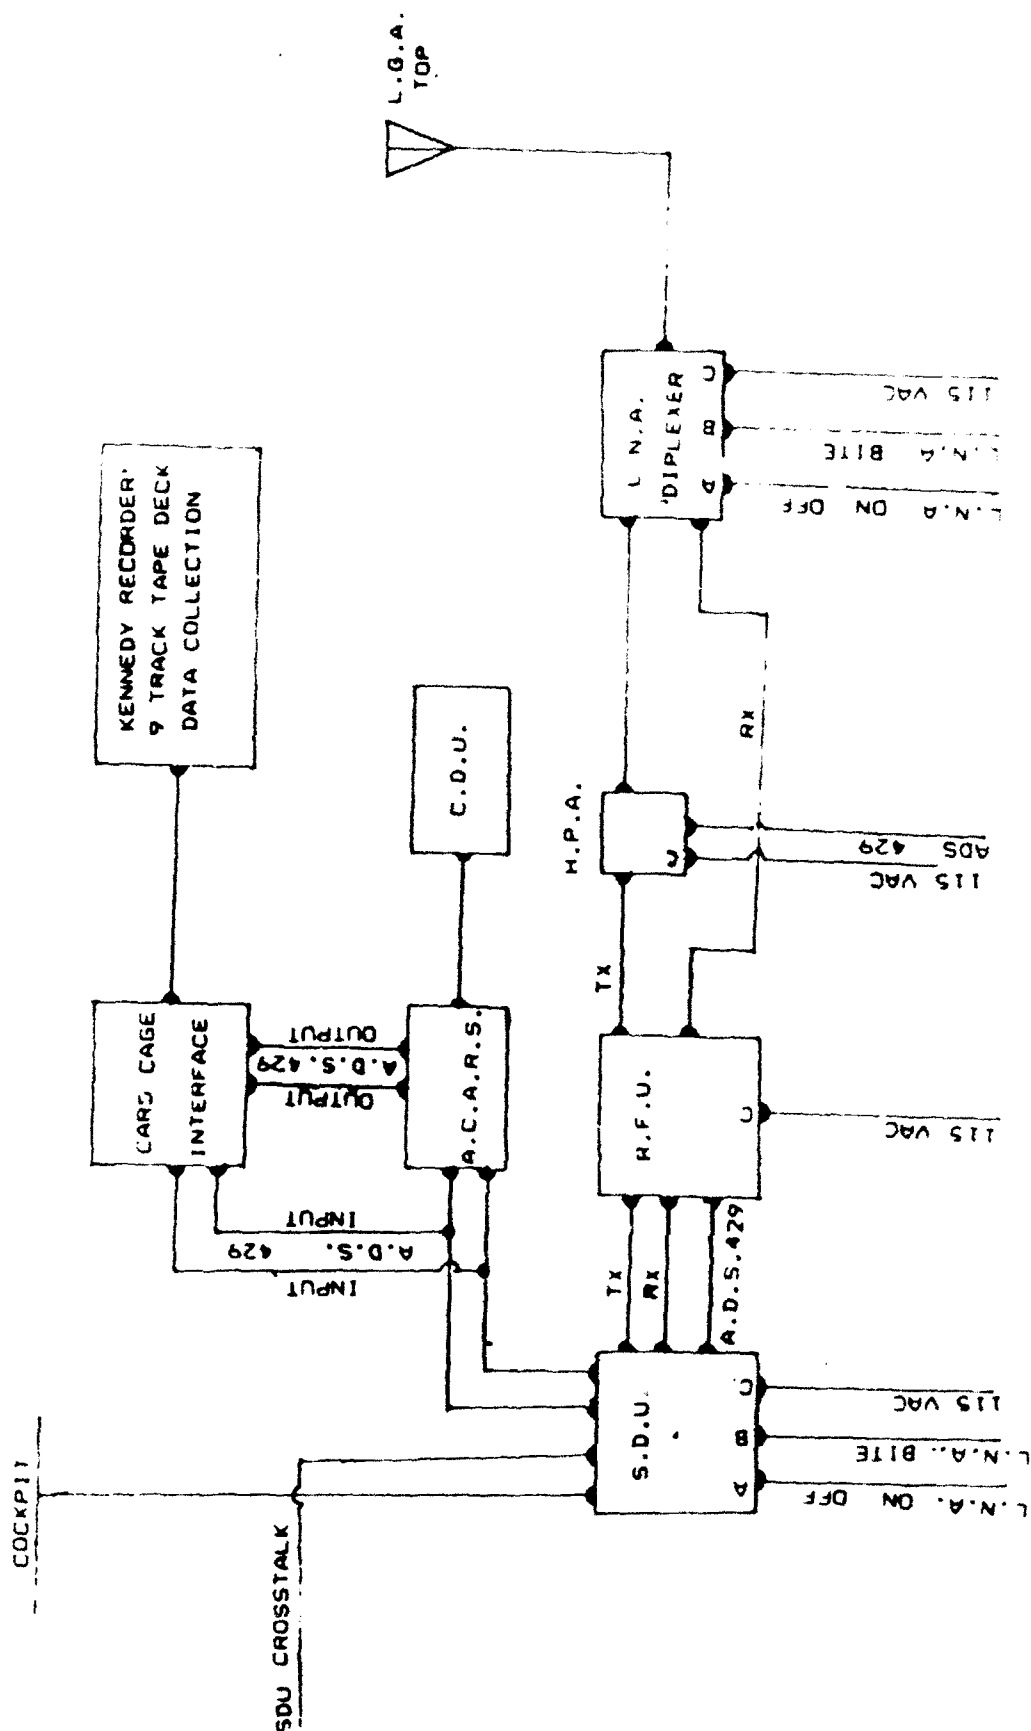 COCKPIT
SDU CROSSTALK
KENNEDY RECORDER
9 TRACK TAPE DECK
DATA COLLECTION
CARD CAGE
INTERFACE
OUTPUT
A.D.S.429
OUTPUT
INPUT
A.D.S. 429
INPUT
A.C.A.R.S.
C.D.U.
L.G.A.
TOP
S.D.U.
A
B
C
L.N.A. ON OFF
L.N.A. BITE
115 VAC
TX
RX
A.D.S.429
R.F.U.
C
115 VAC
TX
RX
H.P.A.
C
115 VAC
ADS 429
L N.A.
DIPLEXER
A
B
C
L.N.A ON OFF
L.N.A BITE
115 VAC